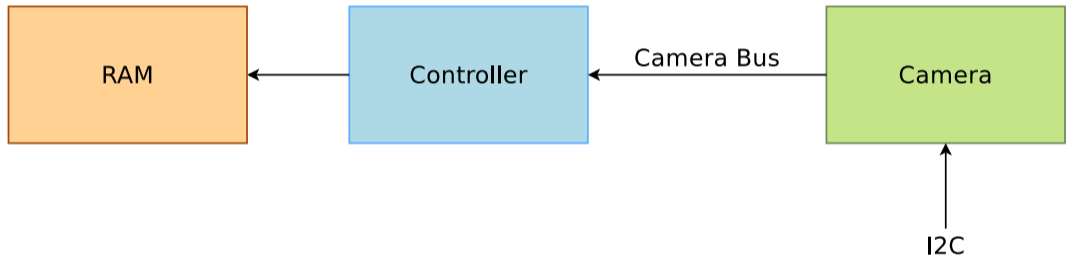 RAM
Controller
Camera Bus
Camera
I2C